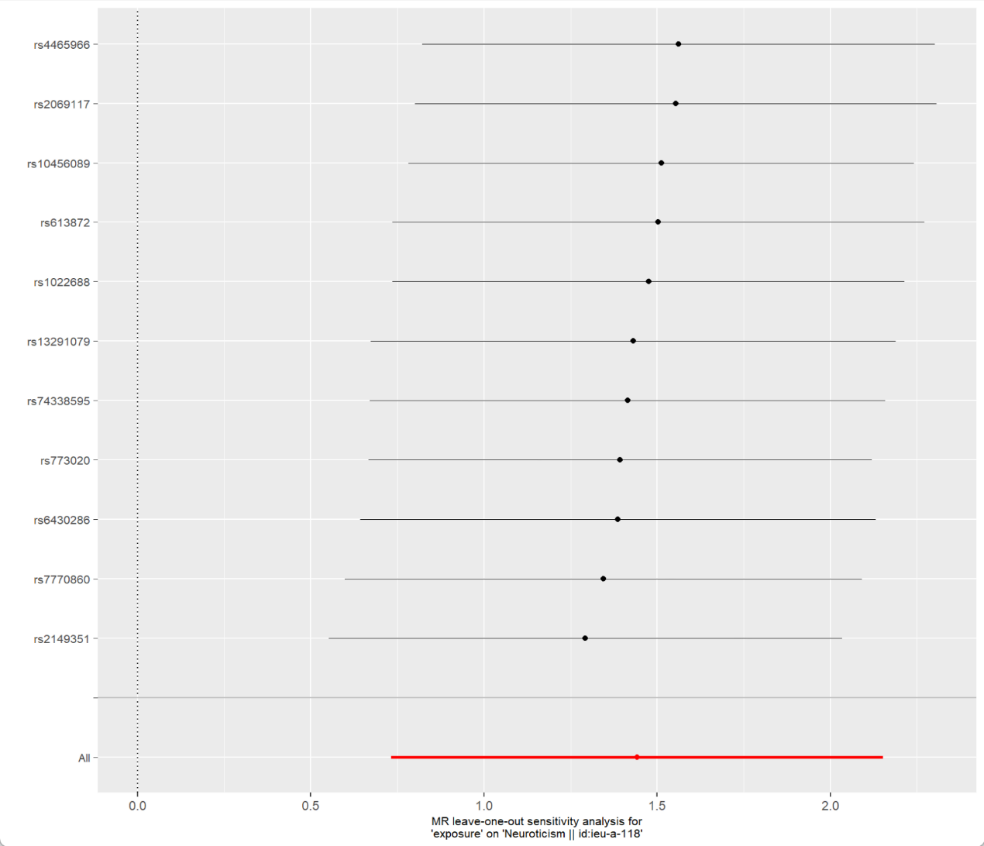 rs4465966
rs2069117
rs10456089
rs613872
rs1022688
rs13291079
rs74338595
rs773020
rs6430286
rs7770860
rs2149351
All
0.0 0.5 1.0 1.5 2.0
MR leave-one-out sensitivity analysis for
'exposure' on 'Neuroticism || id:ieu-a-118'